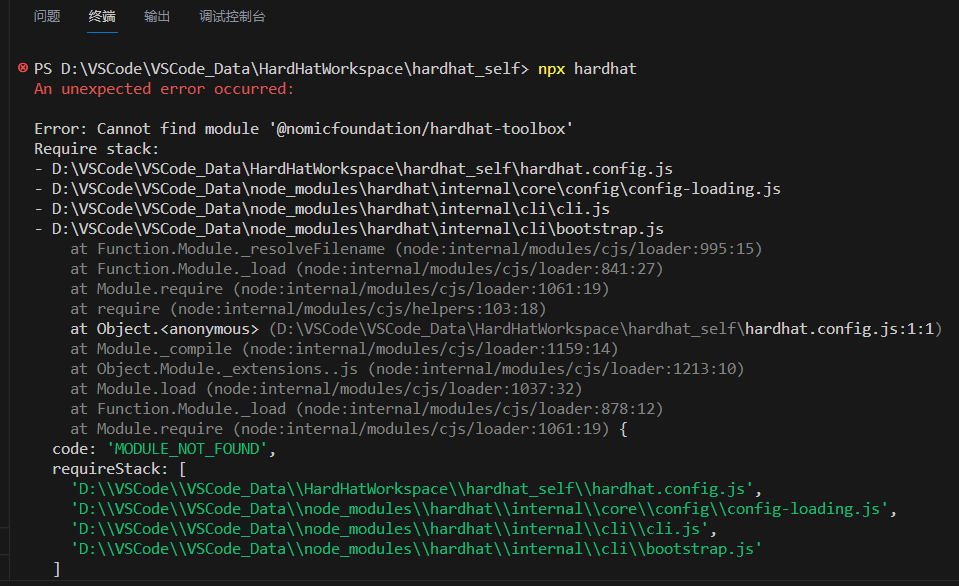 问题 终端 输出 调试控制台
PS D:\VSCode\VSCode_Data\HardHatWorkspace\hardhat_self> npx hardhat
An unexpected error occurred:
Error: Cannot find module '@nomicfoundation/hardhat-toolbox'
Require stack:
- D:\VSCode\VSCode_Data\HardHatWorkspace\hardhat_self\hardhat.config.js
- D:\VSCode\VSCode_Data\node_modules\hardhat\internal\core\config\config-loading.js
- D:\VSCode\VSCode_Data\node_modules\hardhat\internal\cli\cli.js
- D:\VSCode\VSCode_Data\node_modules\hardhat\internal\cli\bootstrap.js
at Function.Module._resolveFilename (node:internal/modules/cjs/loader:995:15)
at Function.Module._load (node:internal/modules/cjs/loader:841:27)
at Module.require (node:internal/modules/cjs/loader:1061:19)
at require (node:internal/modules/cjs/helpers:103:18)
at Object.<anonymous> (D:\VSCode\VSCode_Data\HardHatWorkspace\hardhat_self\hardhat.config.js:1:1)
at Module._compile (node:internal/modules/cjs/loader:1159:14)
at Object.Module._extensions..js (node:internal/modules/cjs/loader:1213:10)
at Module.load (node:internal/modules/cjs/loader:1037:32)
at Function.Module._load (node:internal/modules/cjs/loader:878:12)
at Module.require (node:internal/modules/cjs/loader:1061:19) {
code: 'MODULE_NOT_FOUND',
requireStack: [
'D:\\VSCode\\VSCode_Data\\HardHatWorkspace\\hardhat_self\\hardhat.config.js',
'D:\\VSCode\\VSCode_Data\\node_modules\\hardhat\\internal\\core\\config\\config-loading.js',
'D:\\VSCode\\VSCode_Data\\node_modules\\hardhat\\internal\\cli\\cli.js',
'D:\\VSCode\\VSCode_Data\\node_modules\\hardhat\\internal\\cli\\bootstrap.js'
]